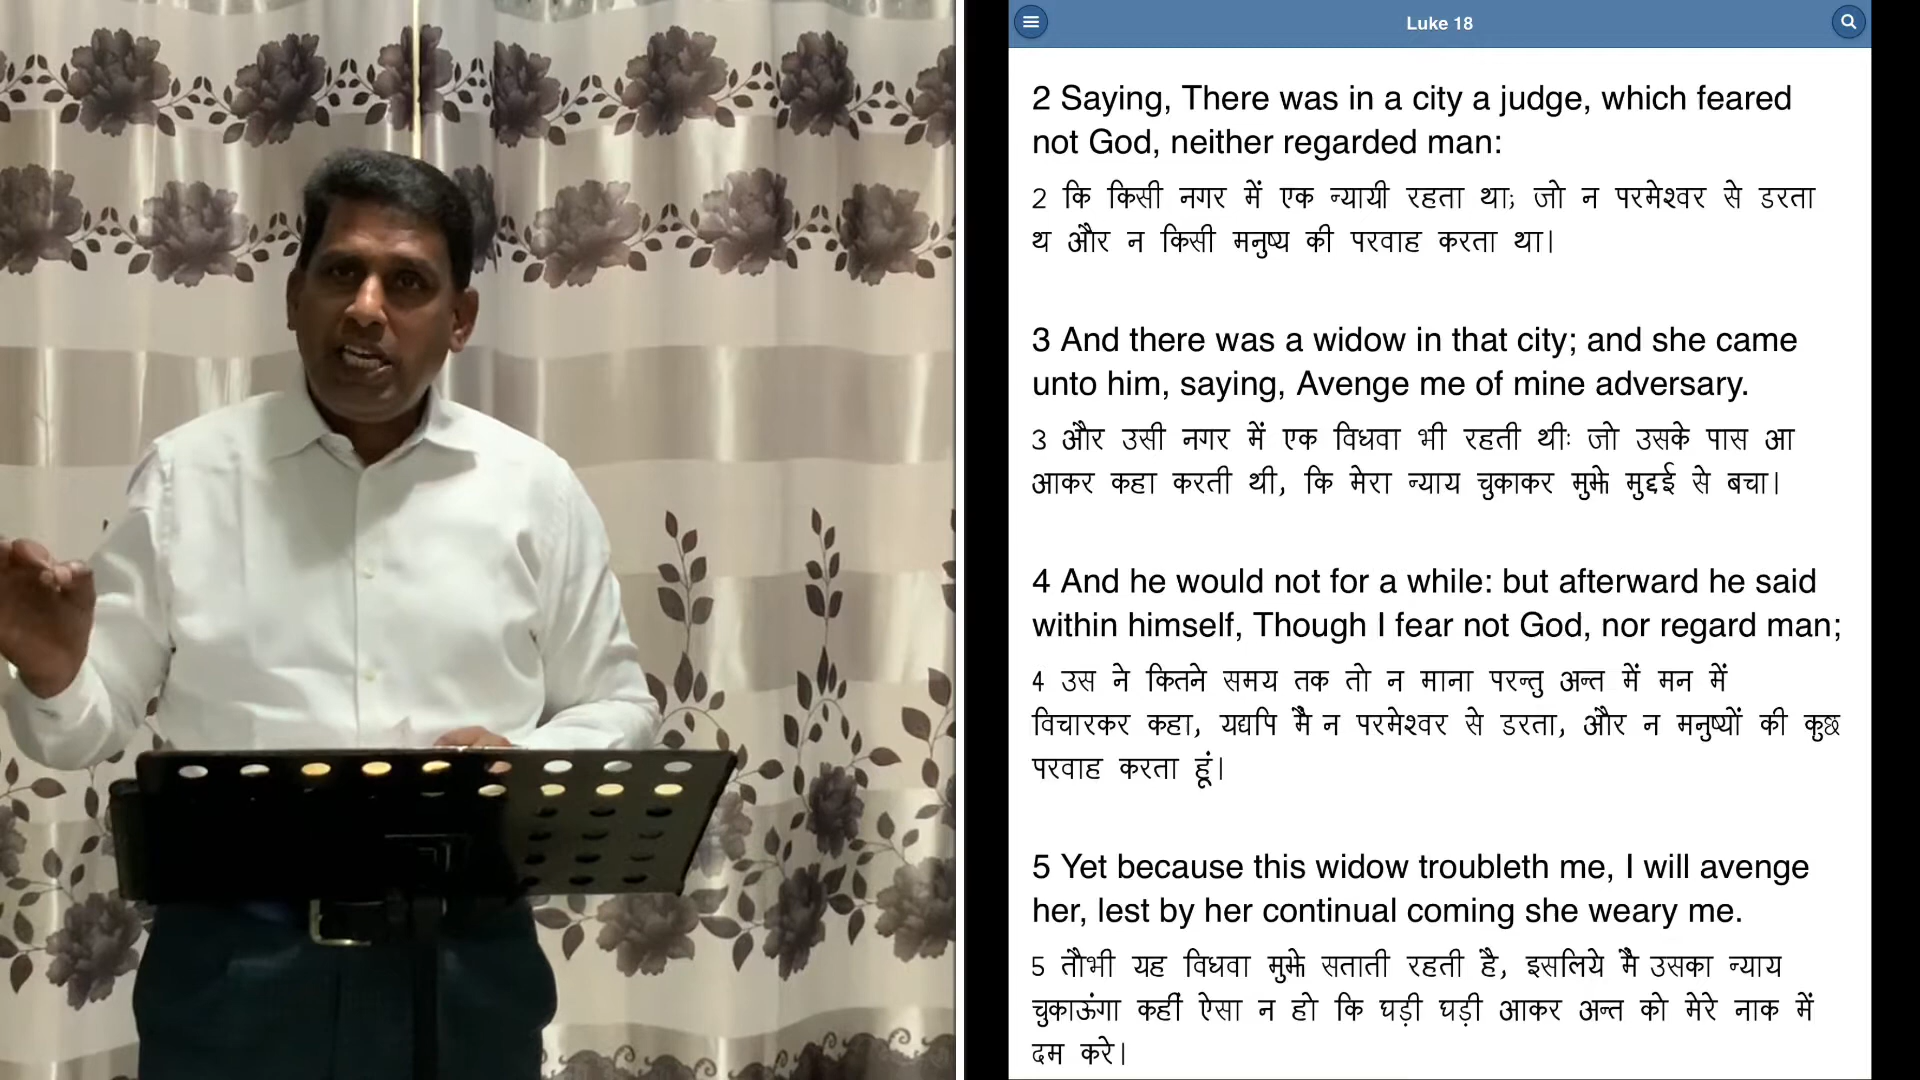 Luke 18
2 Saying, There was in a city a judge, which feared
not God, neither regarded man:
2 कि किसी नगर में एक न्यायी रहता था; जो न परमेश्वर से डरता
थ और न किसी मनुष्य की परवाह करता था।
3 And there was a widow in that city; and she came
unto him, saying, Avenge me of mine adversary.
3 और उसी नगर में एक विधवा भी रहती थीः जो उसके पास आ
आकर कहा करती थी, कि मेरा न्याय चुकाकर मुझे मुद्दई से बचा।
4 And he would not for a while: but afterward he said
within himself, Though I fear not God, nor regard man;
4 उस ने कितने समय तक तो न माना परन्तु अन्त में मन में
विचारकर कहा, यद्यपि मैं न परमेश्वर से डरता, और न मनुष्यों की कुछ
परवाह करता हूं।
5 Yet because this widow troubleth me, I will avenge
her, lest by her continual coming she weary me.
5 तौभी यह विधवा मुझे सताती रहती है, इसलिये मैं उसका न्याय
चुकाऊंगा कहीं ऐसा न हो कि घड़ी घड़ी आकर अन्त को मेरे नाक में
दम करे।